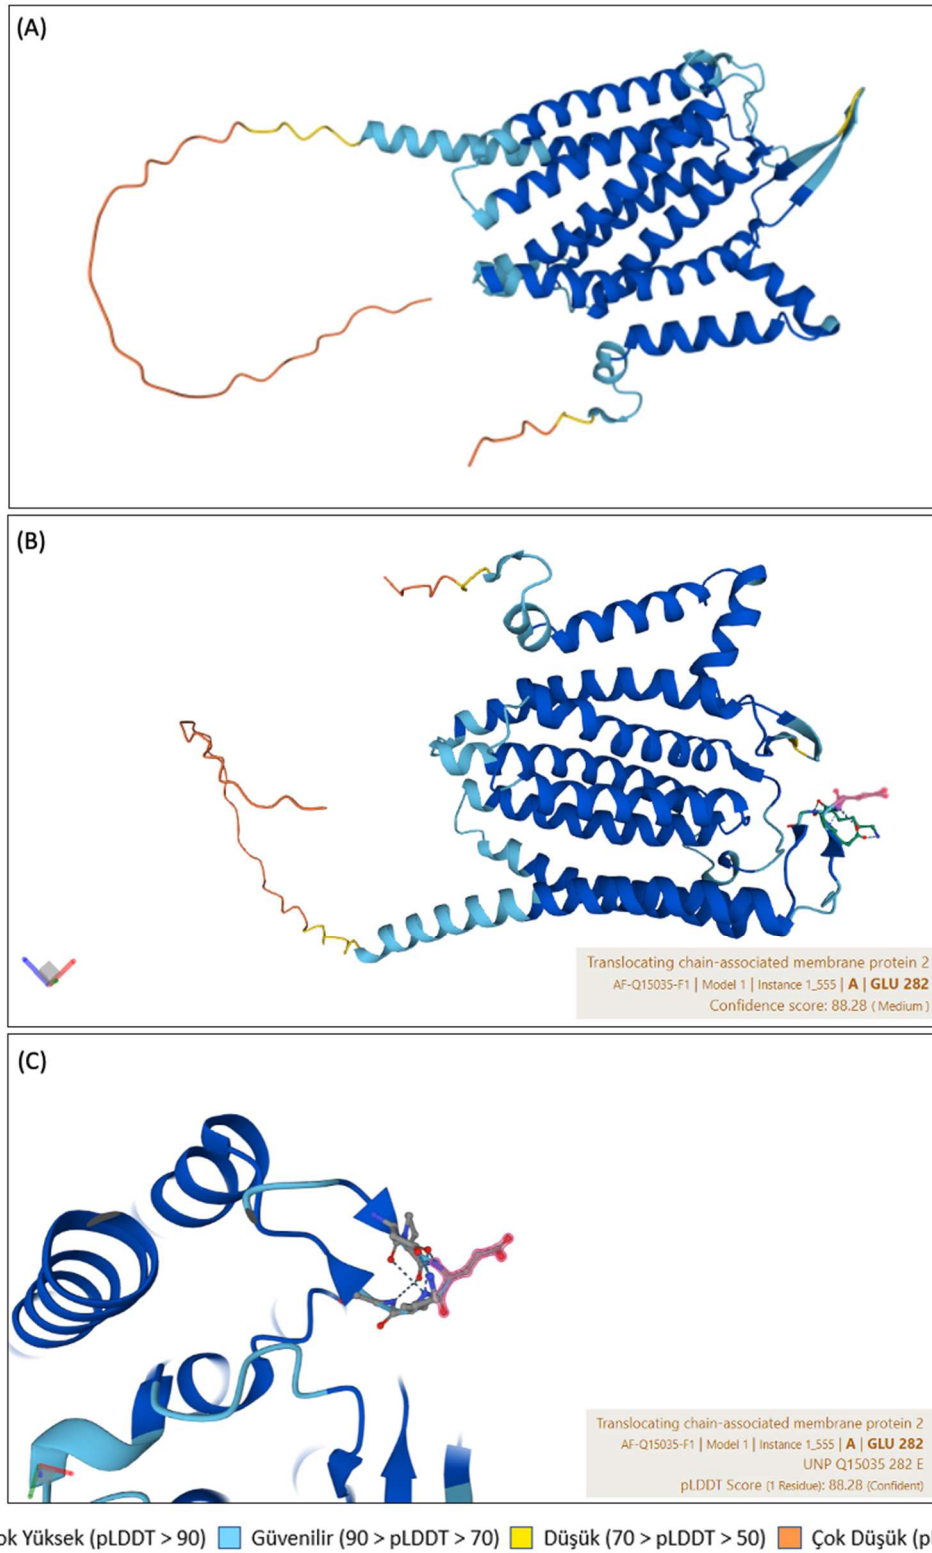 (A)
(B)
Translocating chain-associated membrane protein 2
AF-Q15035-F1 | Model 1 | Instance 1_555 | A | GLU 282
Confidence score: 88.28 ( Medium )
(C)
Translocating chain-associated membrane protein 2
AF-Q15035-F1 | Model 1 | Instance 1_555 | A | GLU 282
UNP Q15035 282 E
pLDDT Score (1 Residue): 88.28 (Confident)
ok Yüksek (pLDDT > 90) Güvenilir (90 > pLDDT > 70) Düşük (70 > pLDDT > 50) Çok Düşük (p